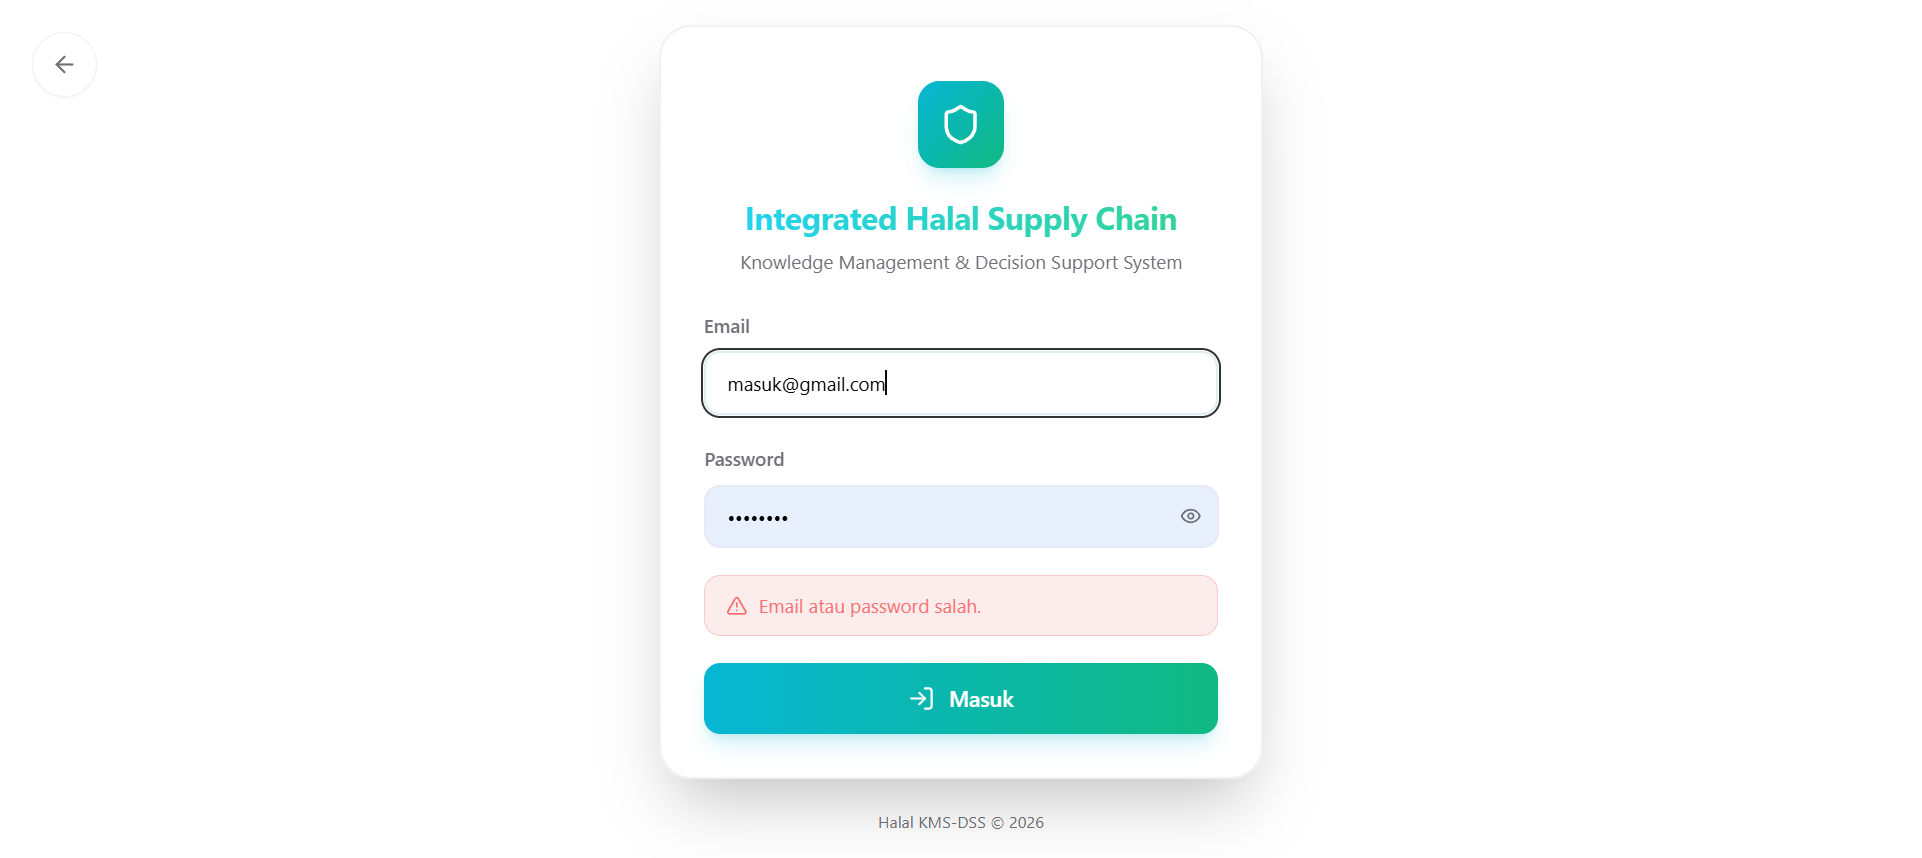 Integrated Halal Supply Chain
Knowledge Management & Decision Support System
Email
masuk@gmail.com
Password
••••••••
Email atau password salah.
Masuk
Halal KMS-DSS © 2026